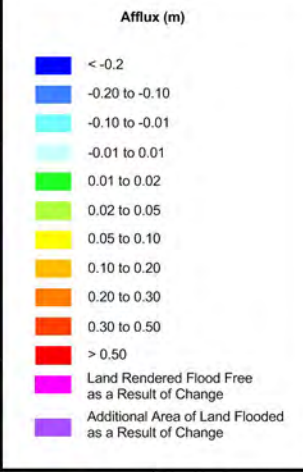 Afflux (m)
< -0.2
-0.20 to -0.10
-0.10 to -0.01
-0.01 to 0.01
0.01 to 0.02
0.02 to 0.05
0.05 to 0.10
0.10 to 0.20
0.20 to 0.30
0.30 to 0.50
> 0.50
Land Rendered Flood Free
as a Result of Change
Additional Area of Land Flooded
as a Result of Change